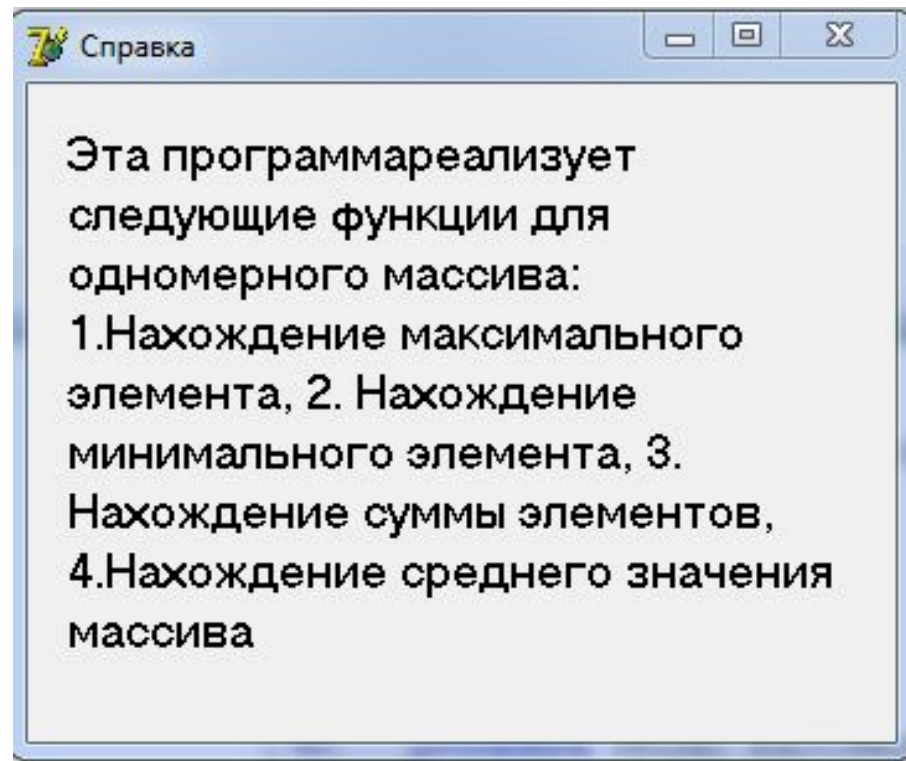 Справка
Эта программареализует
следующие функции для
одномерного массива:
1.Нахождение максимального
элемента, 2. Нахождение
минимального элемента, 3.
Нахождение суммы элементов,
4.Нахождение среднего значения
массива